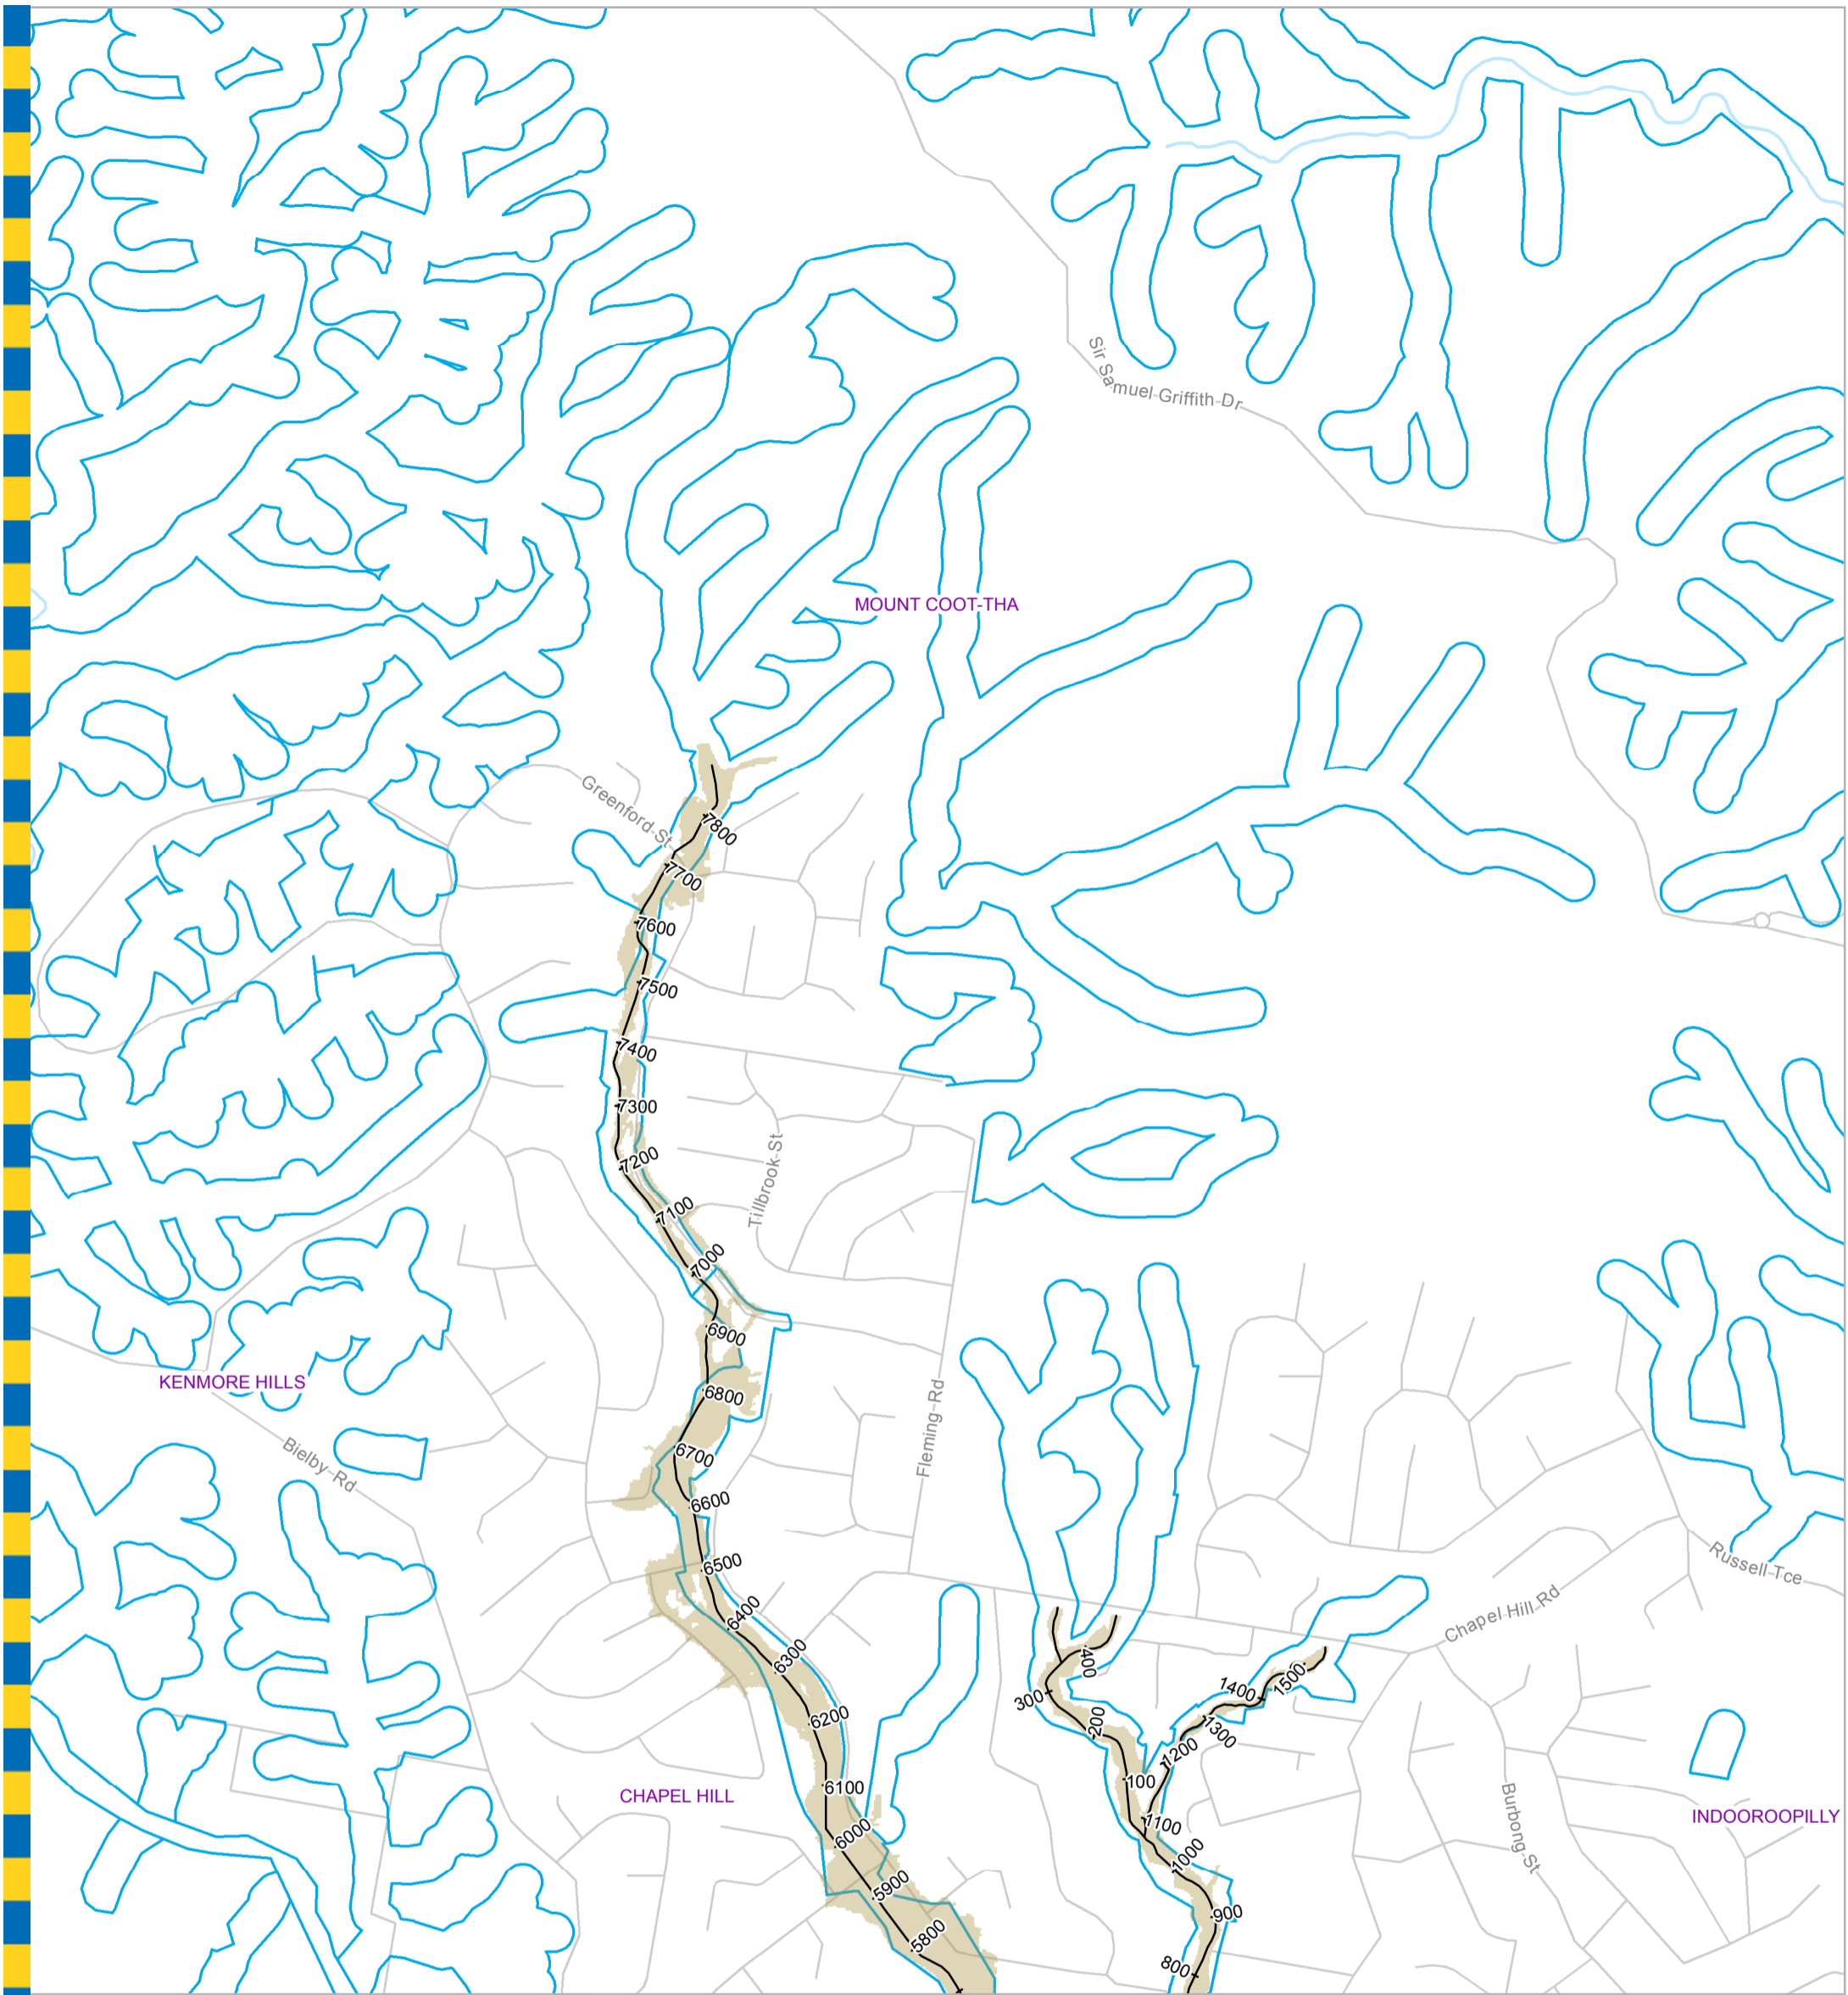 Sir Samuel Griffith Dr
MOUNT COOT-THA
Greenford St
7800
7700
7600
7500
7400
7300
7200
7100
Tillbrook St
7000
6900
KENMORE HILLS
6800
Fleming Rd
Bielby Rd
6700
6600
6500
Russell Tce
6400
Chapel Hill Rd
6300
400
1500
1400
300
6200
200
1300
1200
100
6100
CHAPEL HILL
1100
INDOOROOPILLY
Burbong St
6000
1000
5900
900
5800
800